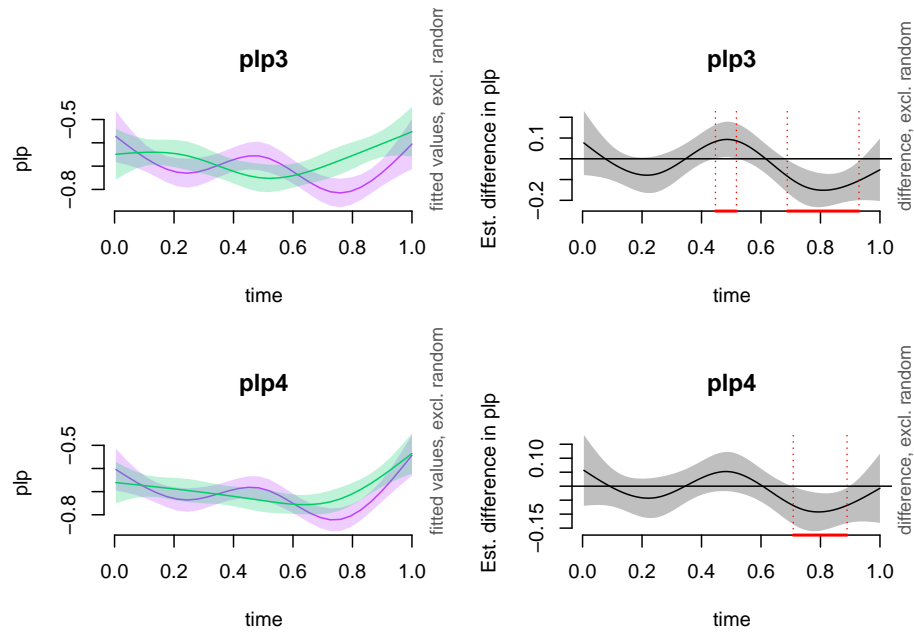 plp3
plp
−0.5
−0.8
0.0 0.2 0.4 0.6 0.8 1.0
time
fitted values, excl. random
plp3
Est. difference in plp
0.1
−0.2
0.0 0.2 0.4 0.6 0.8 1.0
time
difference, excl. random
plp4
plp
−0.5
−0.8
0.0 0.2 0.4 0.6 0.8 1.0
time
fitted values, excl. random
plp4
Est. difference in plp
0.10
−0.15
0.0 0.2 0.4 0.6 0.8 1.0
time
difference, excl. random